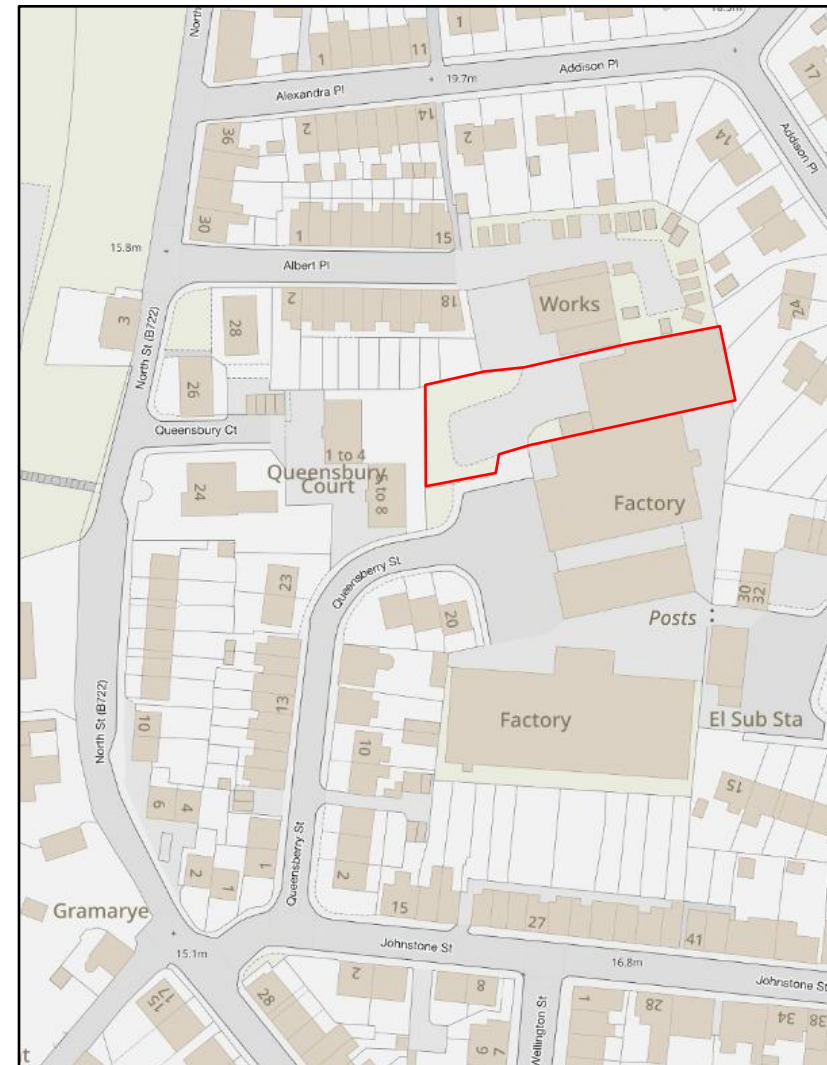 North
1
11
1
18.5m
Addison Pl
19.7m
17
Alexandra Pl
36
2
14
2
Addison Pl
14
30
1
15
15.8m
Albert Pl
Works
3
28
2
18
24
North St (B722)
26
Queensbury Ct
1 to 4
Queensbury
Court
5 to 8
24
Factory
Queensberry St
23
30
32
20
Posts
13
North St (B722)
10
10
Factory
El Sub Sta
6
4
15
2
1
1
Queensberry St
2
Gramarye
15
27
41
15.1m
Johnstone St
16.8m
Johnstone St
15
17
28
2
8
Wellington St
1
28
34
38
6
7
t